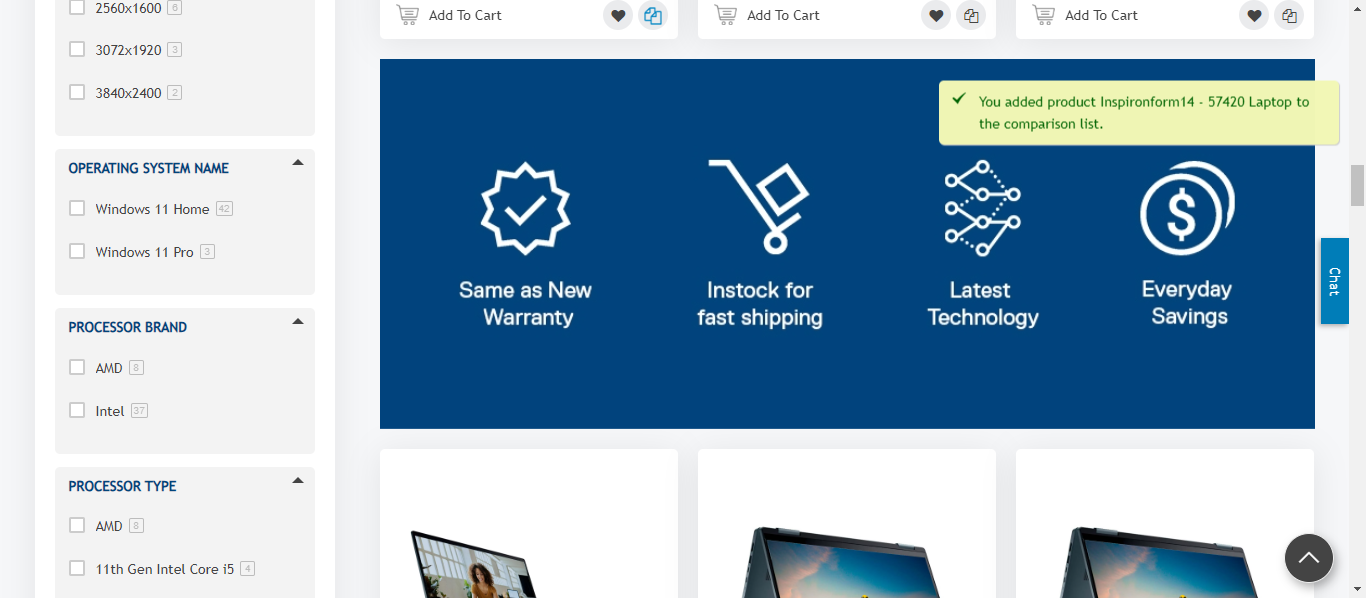 2560x1600 6
3072x1920 3
3840x2400 2
OPERATING SYSTEM NAME
Windows 11 Home 42
Windows 11 Pro 3
PROCESSOR BRAND
AMD 8
Intel 37
PROCESSOR TYPE
AMD 8
11th Gen Intel Core i5 4
Add To Cart
Add To Cart
Add To Cart
You added product Inspironform14 - 57420 Laptop to
the comparison list.
Same as New
Warranty
Instock for
fast shipping
Latest
Technology
$
Everyday
Savings
Chat